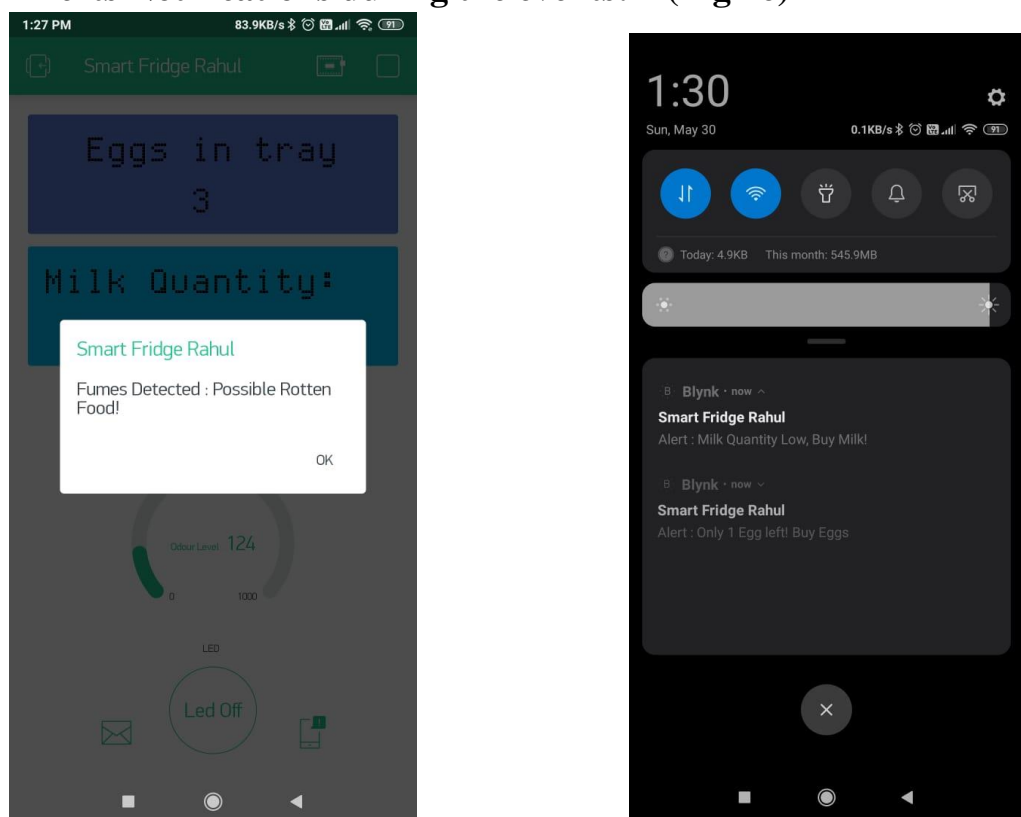 1:27 PM 83.9KB/s 91
Smart Fridge Rahul
Eggs in tray
3
Milk Quantity:
Smart Fridge Rahul
Fumes Detected : Possible Rotten
Food!
OK
Odour Level 124
0 1000
LED
Led Off
1:30
Sun, May 30 0.1KB/s 91
Today: 4.9KB This month: 545.9MB
B Blynk • now
Smart Fridge Rahul
Alert : Milk Quantity Low, Buy Milk!
B Blynk • now
Smart Fridge Rahul
Alert : Only 1 Egg left! Buy Eggs